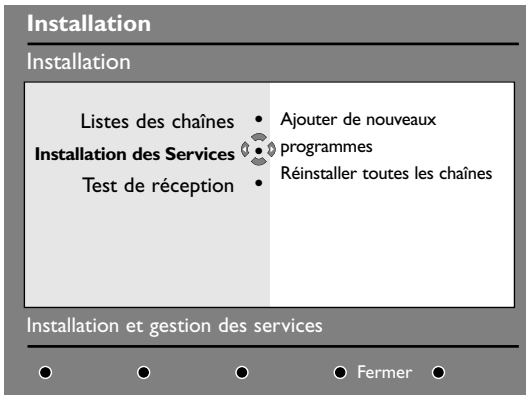 Installation
Installation
Listes des chaînes
Installation des Services
Test de réception
Ajouter de nouveaux
programmes
Réinstaller toutes les chaînes
Installation et gestion des services
Fermer